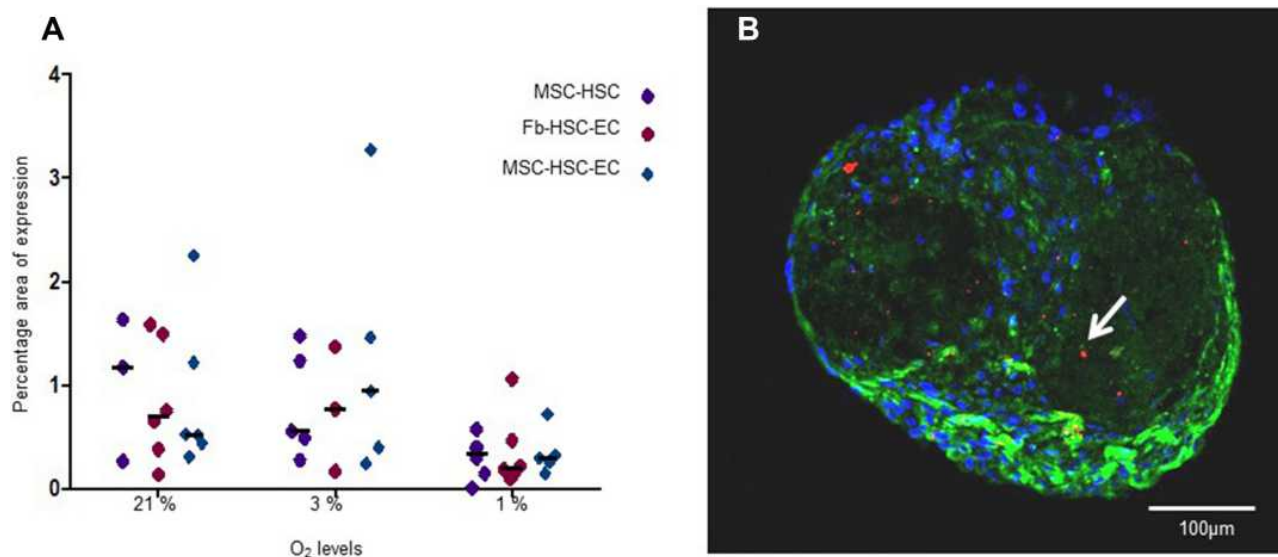 A
B
4
3
2
1
0
Percentage area of expression
MSC-HSC
Fb-HSC-EC
MSC-HSC-EC
21 %
3 %
1 %
O₂ levels
100µm